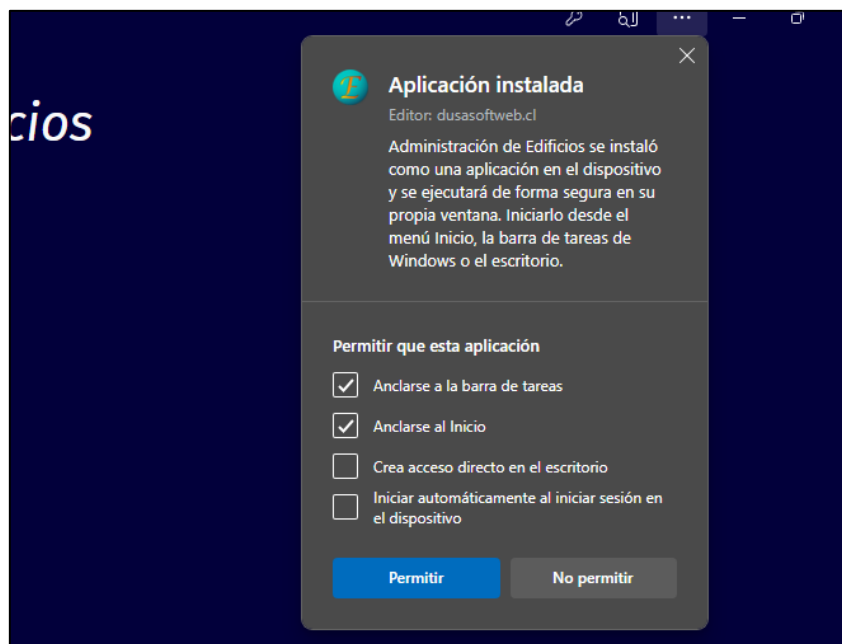 cios
Aplicación instalada
Editor: dusasoftweb.cl
Administración de Edificios se instaló
como una aplicación en el dispositivo
y se ejecutará de forma segura en su
propia ventana. Iniciarlo desde el
menú Inicio, la barra de tareas de
Windows o el escritorio.
Permitir que esta aplicación
Anclarse a la barra de tareas
Anclarse al Inicio
Crea acceso directo en el escritorio
Iniciar automáticamente al iniciar sesión en
el dispositivo
Permitir
No permitir